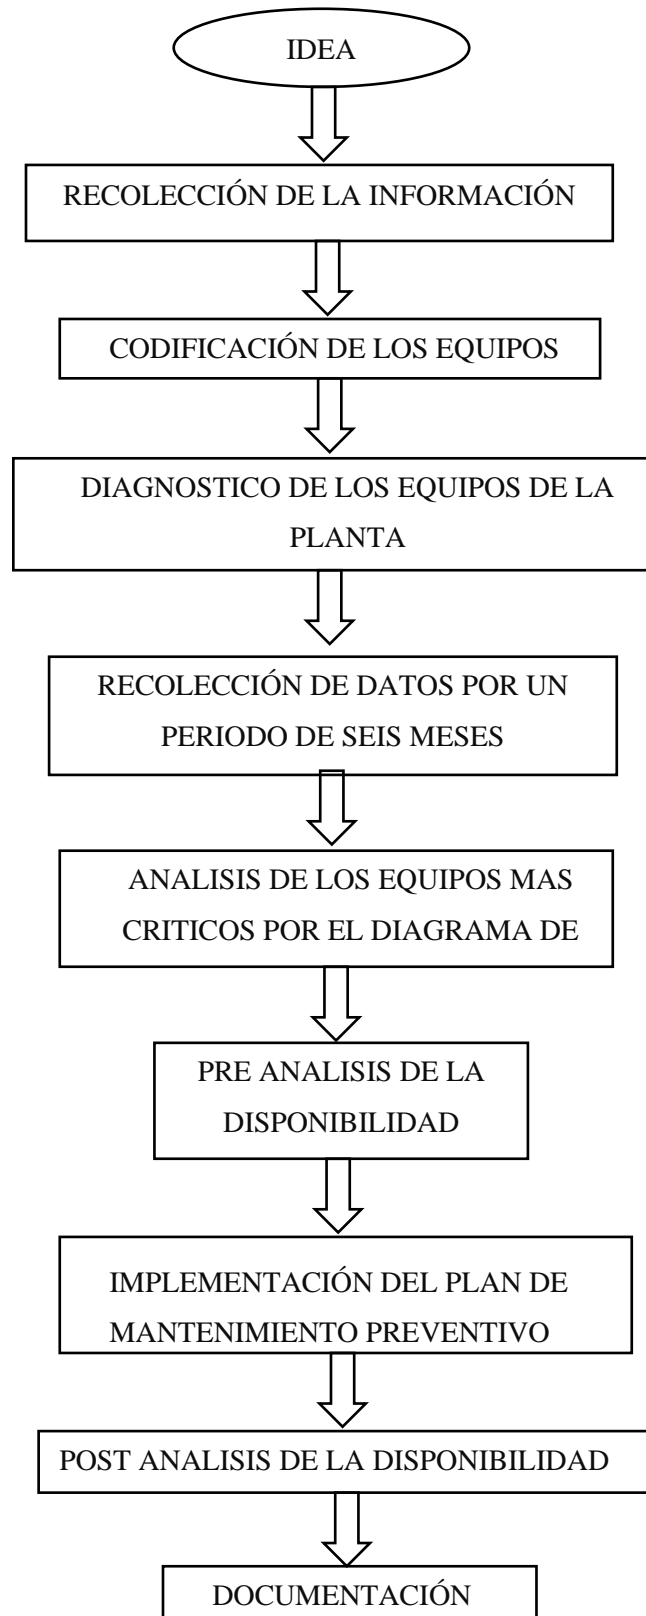 IDEA
RECOLECCIÓN DE LA INFORMACIÓN
CODIFICACIÓN DE LOS EQUIPOS
DIAGNOSTICO DE LOS EQUIPOS DE LA
PLANTA
RECOLECCIÓN DE DATOS POR UN
PERIODO DE SEIS MESES
ANALISIS DE LOS EQUIPOS MAS
CRITICOS POR EL DIAGRAMA DE
PRE ANALISIS DE LA
DISPONIBILIDAD
IMPLEMENTACIÓN DEL PLAN DE
MANTENIMIENTO PREVENTIVO
POST ANALISIS DE LA DISPONIBILIDAD
DOCUMENTACIÓN